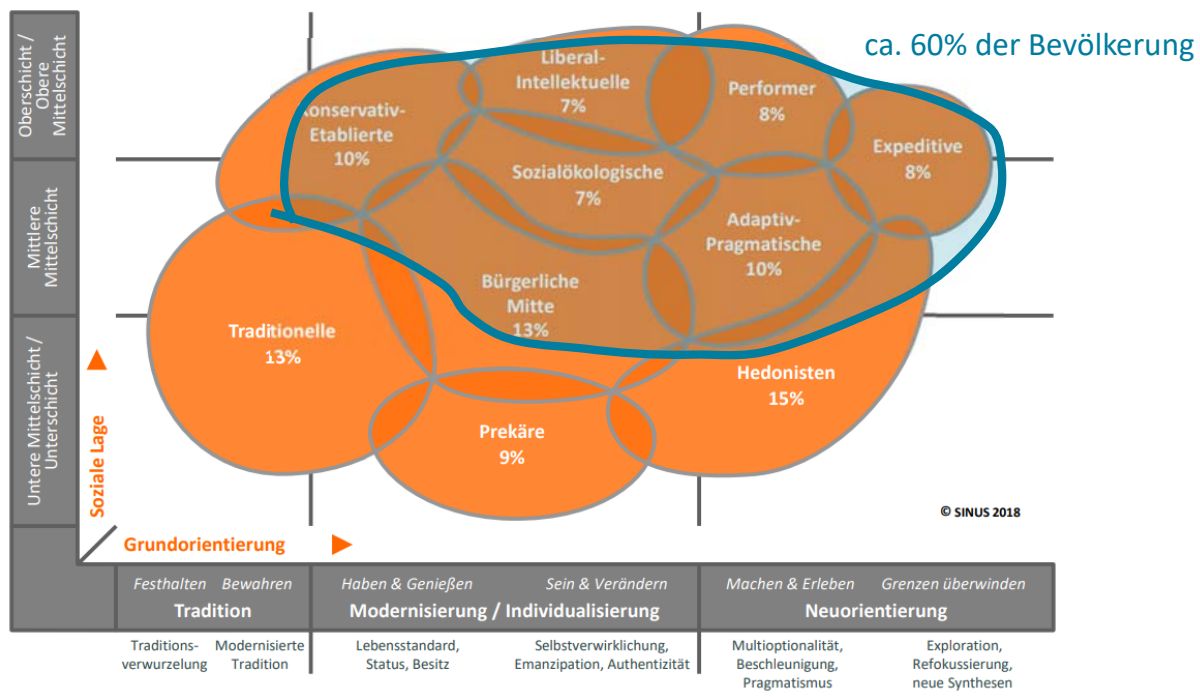 ca. 60% der Bevölkerung
Oberschicht /
Obere
Mittelschicht
Mittlere
Mittelschicht
Untere Mittelschicht /
Unterschicht
Soziale Lage
Liberal-
Intellektuelle
7%
Performer
8%
Konservativ-
Etablierte
10%
Expeditive
8%
Sozialökologische
7%
Adaptiv-
Pragmatische
10%
Bürgerliche
Mitte
13%
Traditionelle
13%
Hedonisten
15%
Prekäre
9%
© SINUS 2018
Grundorientierung
Festhalten Bewahren
Tradition
Haben & Genießen Sein & Verändern
Modernisierung / Individualisierung
Machen & Erleben Grenzen überwinden
Neuorientierung
Traditions-
verwurzelung
Modernisierte
Tradition
Lebensstandard,
Status, Besitz
Selbstverwirklichung,
Emanzipation, Authentizität
Multioptionalität,
Beschleunigung,
Pragmatismus
Exploration,
Refokussierung,
neue Synthesen